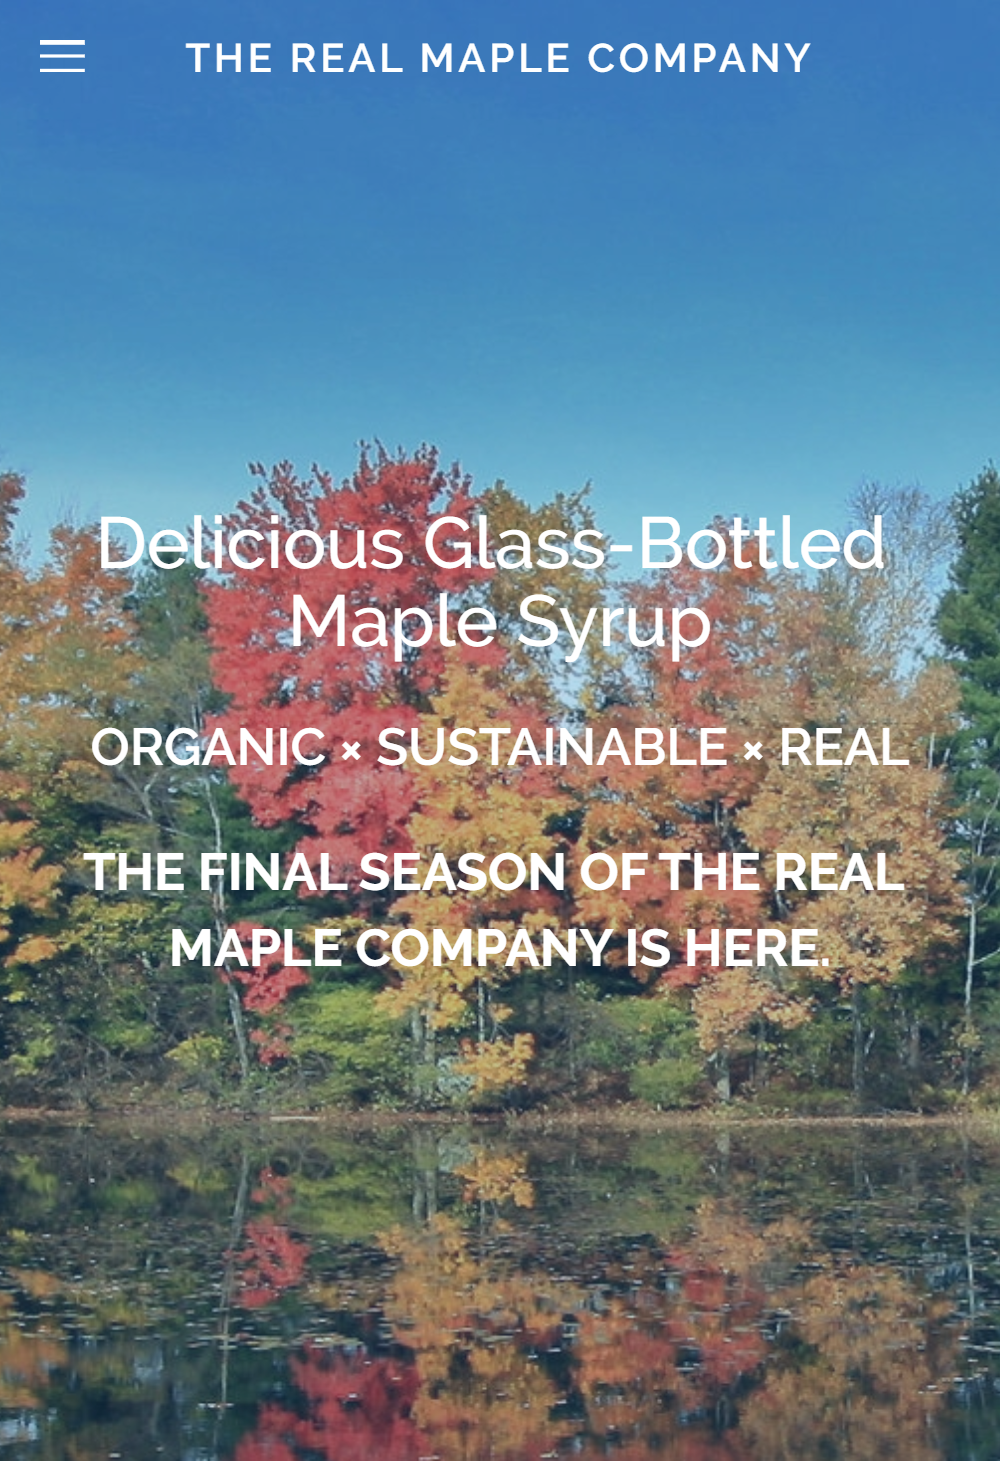 THE REAL MAPLE COMPANY
Delicious Glass-Bottled
Maple Syrup
ORGANIC × SUSTAINABLE × REAL
THE FINAL SEASON OF THE REAL
MAPLE COMPANY IS HERE.